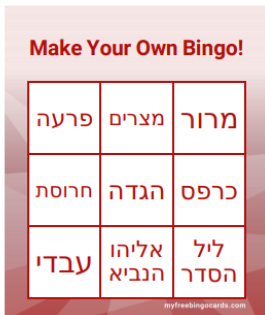 Make Your Own Bingo!
מרור
מצרים
פרעה
כרפס
הגדה
חרוסת
ליל
הסדר
אליהו
הנביא
עבדי
myfreebingocards.com